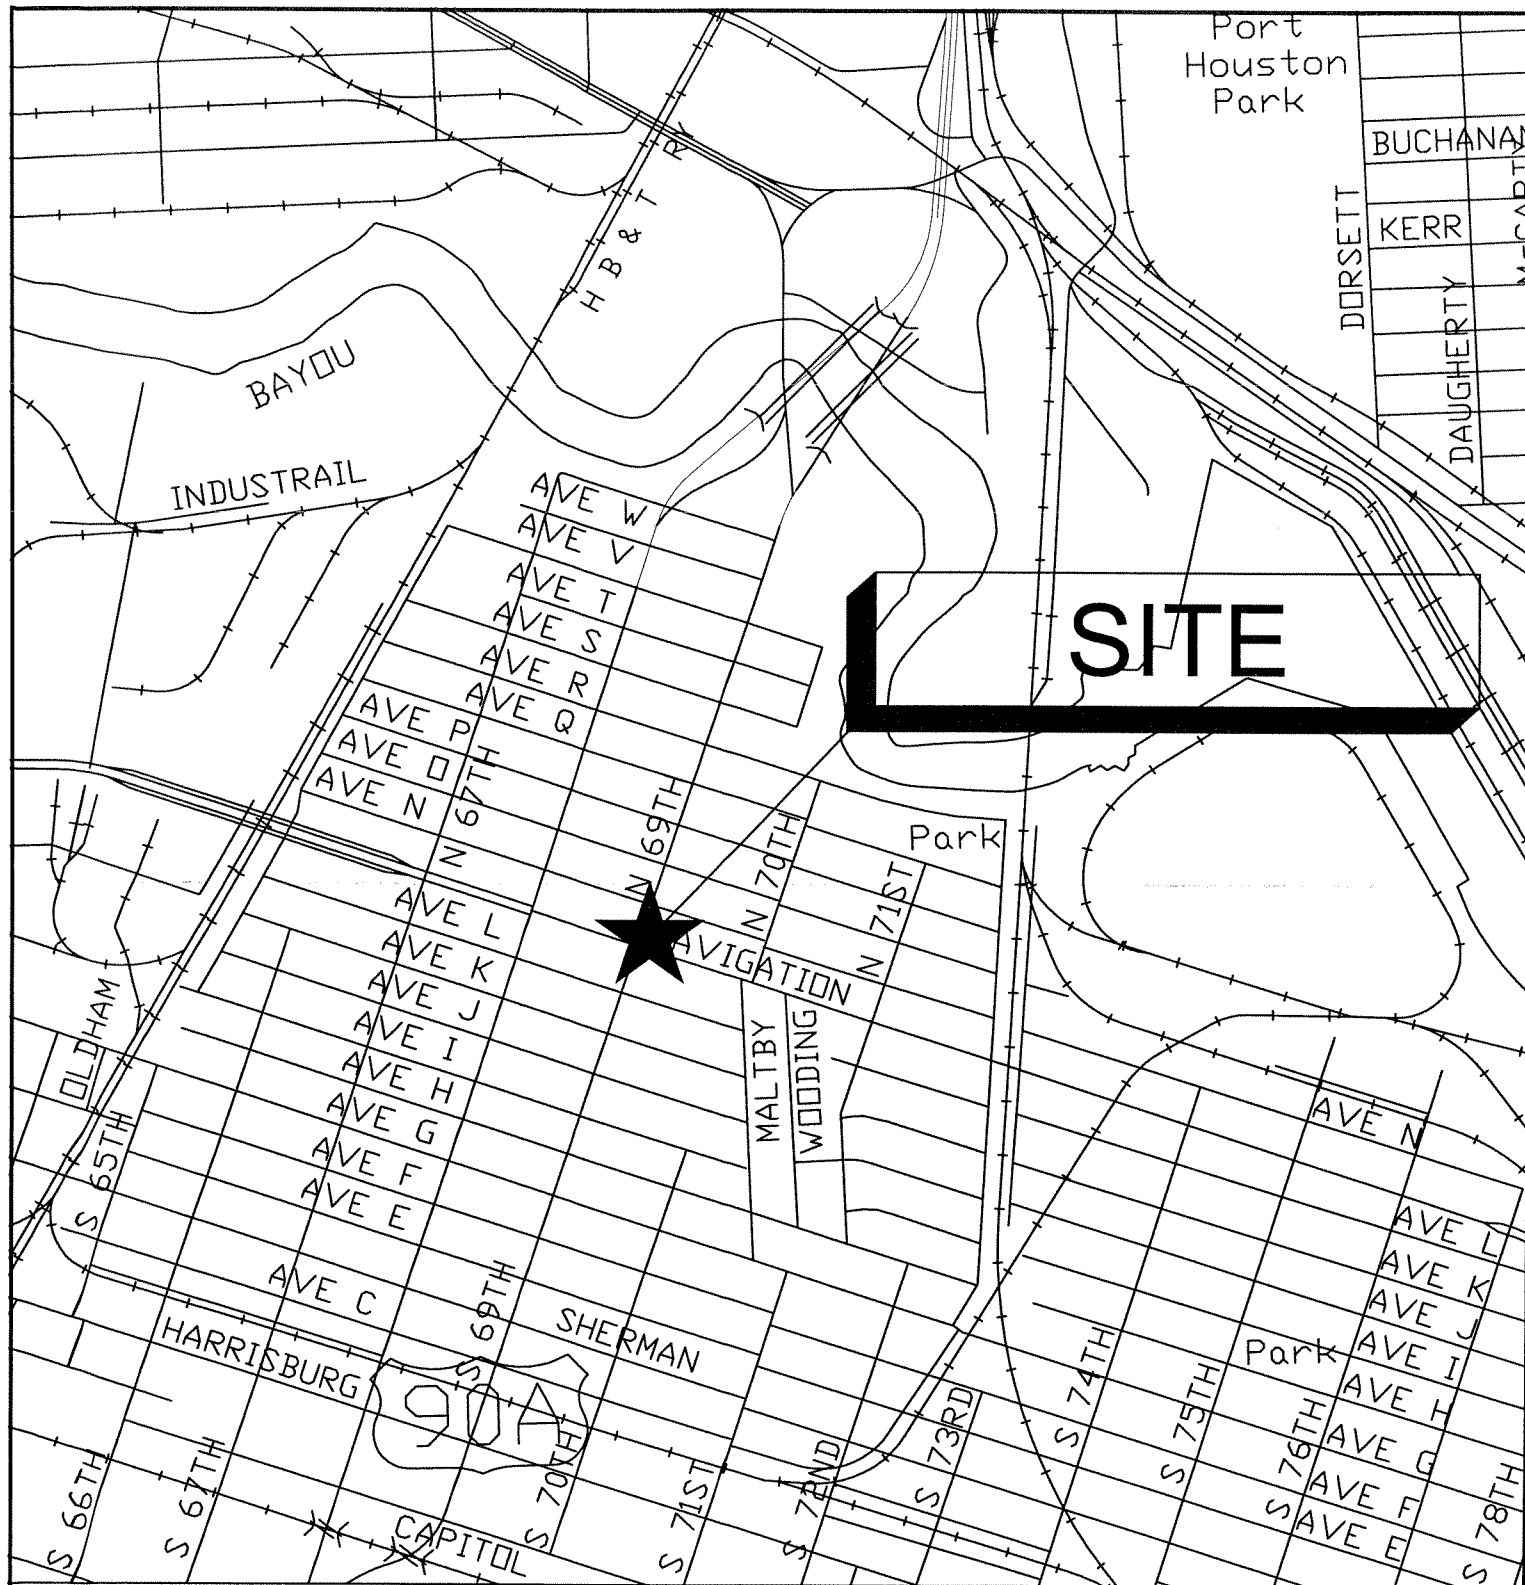 Port
Houston
Park
BUCHANAN
DORSETT
KERR
DAUGHERTY
H B & T RY
BAYOU
INDUSTRAIL
AVE W
AVE V
AVE T
AVE S
AVE R
AVE Q
AVE P
AVE O
AVE N
N 67TH
N 69TH
N 70TH
N 71ST
SITE
Park
AVIGATION
AVE L
AVE K
AVE J
AVE I
AVE H
AVE G
AVE F
AVE E
AVE C
OLDHAM
S 65TH
MALTBY
WOODING
S 69TH
SHERMAN
HARRISBURG
90A
CAPITOL
S 66TH
S 67TH
S 70TH
S 71ST
S 72ND
S 73RD
S 74TH
S 75TH
S 76TH
S 78TH
AVE N
AVE L
AVE K
AVE J
AVE I
Park
AVE H
AVE G
AVE F
AVE E